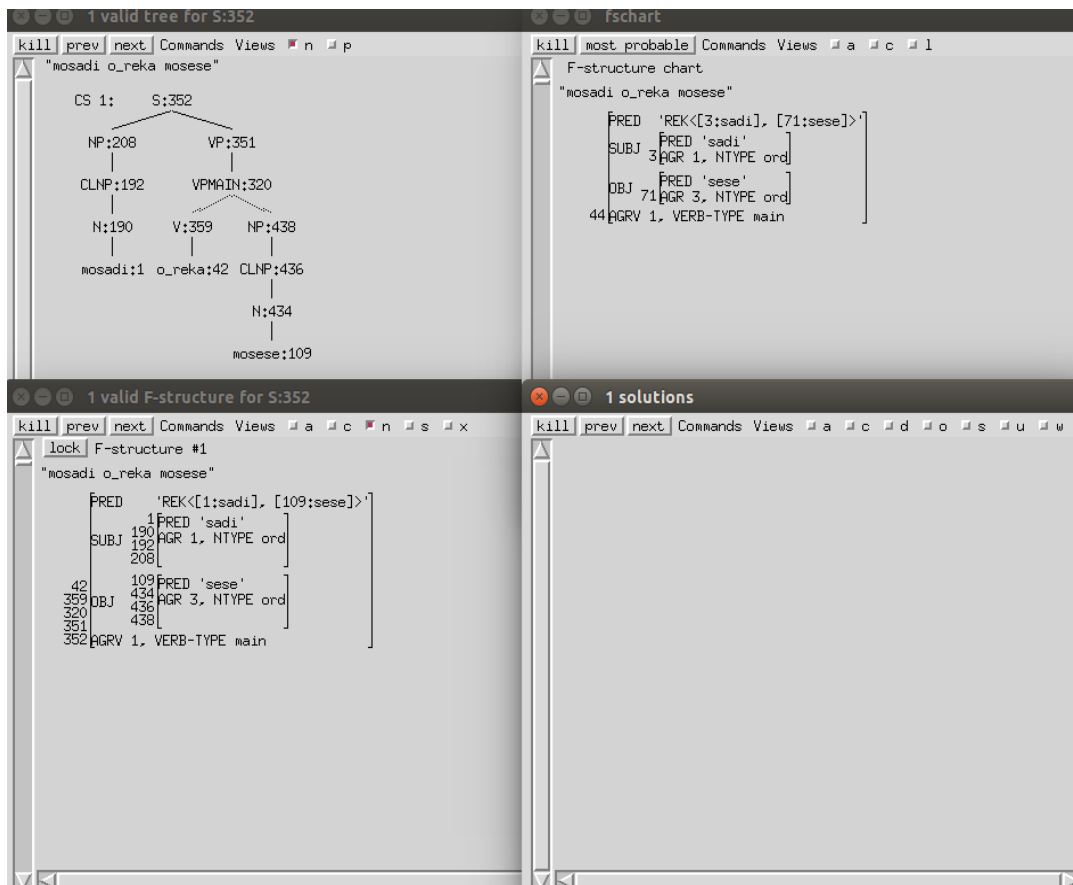 1 valid tree for S:352
kill prev next Commands Views n p
"mosadi o_reka mosese"
CS 1: S:352
NP:208 VP:351
CLNP:192 VPMAIN:320
N:190 V:359 NP:438
mosadi:1 o_reka:42 CLNP:436
N:434
mosese:109
fschart
kill most probable Commands Views a c l
F-structure chart
"mosadi o_reka mosese"
PRED 'REK<[3:sadi], [71:sese]>'
PRED 'sadi'
SUBJ 3 AGR 1, NTYPE ord
PRED 'sese'
OBJ 71 AGR 3, NTYPE ord
44 AGRV 1, VERB-TYPE main
1 valid F-structure for S:352
kill prev next Commands Views a c n s x
lock F-structure #1
"mosadi o_reka mosese"
PRED 'REK<[1:sadi], [109:sese]>'
1 PRED 'sadi'
SUBJ 190 AGR 1, NTYPE ord
192
208
42 109 PRED 'sese'
359 OBJ 434 AGR 3, NTYPE ord
320 436
351 438
352 AGRV 1, VERB-TYPE main
1 solutions
kill prev next Commands Views a c d o s u w